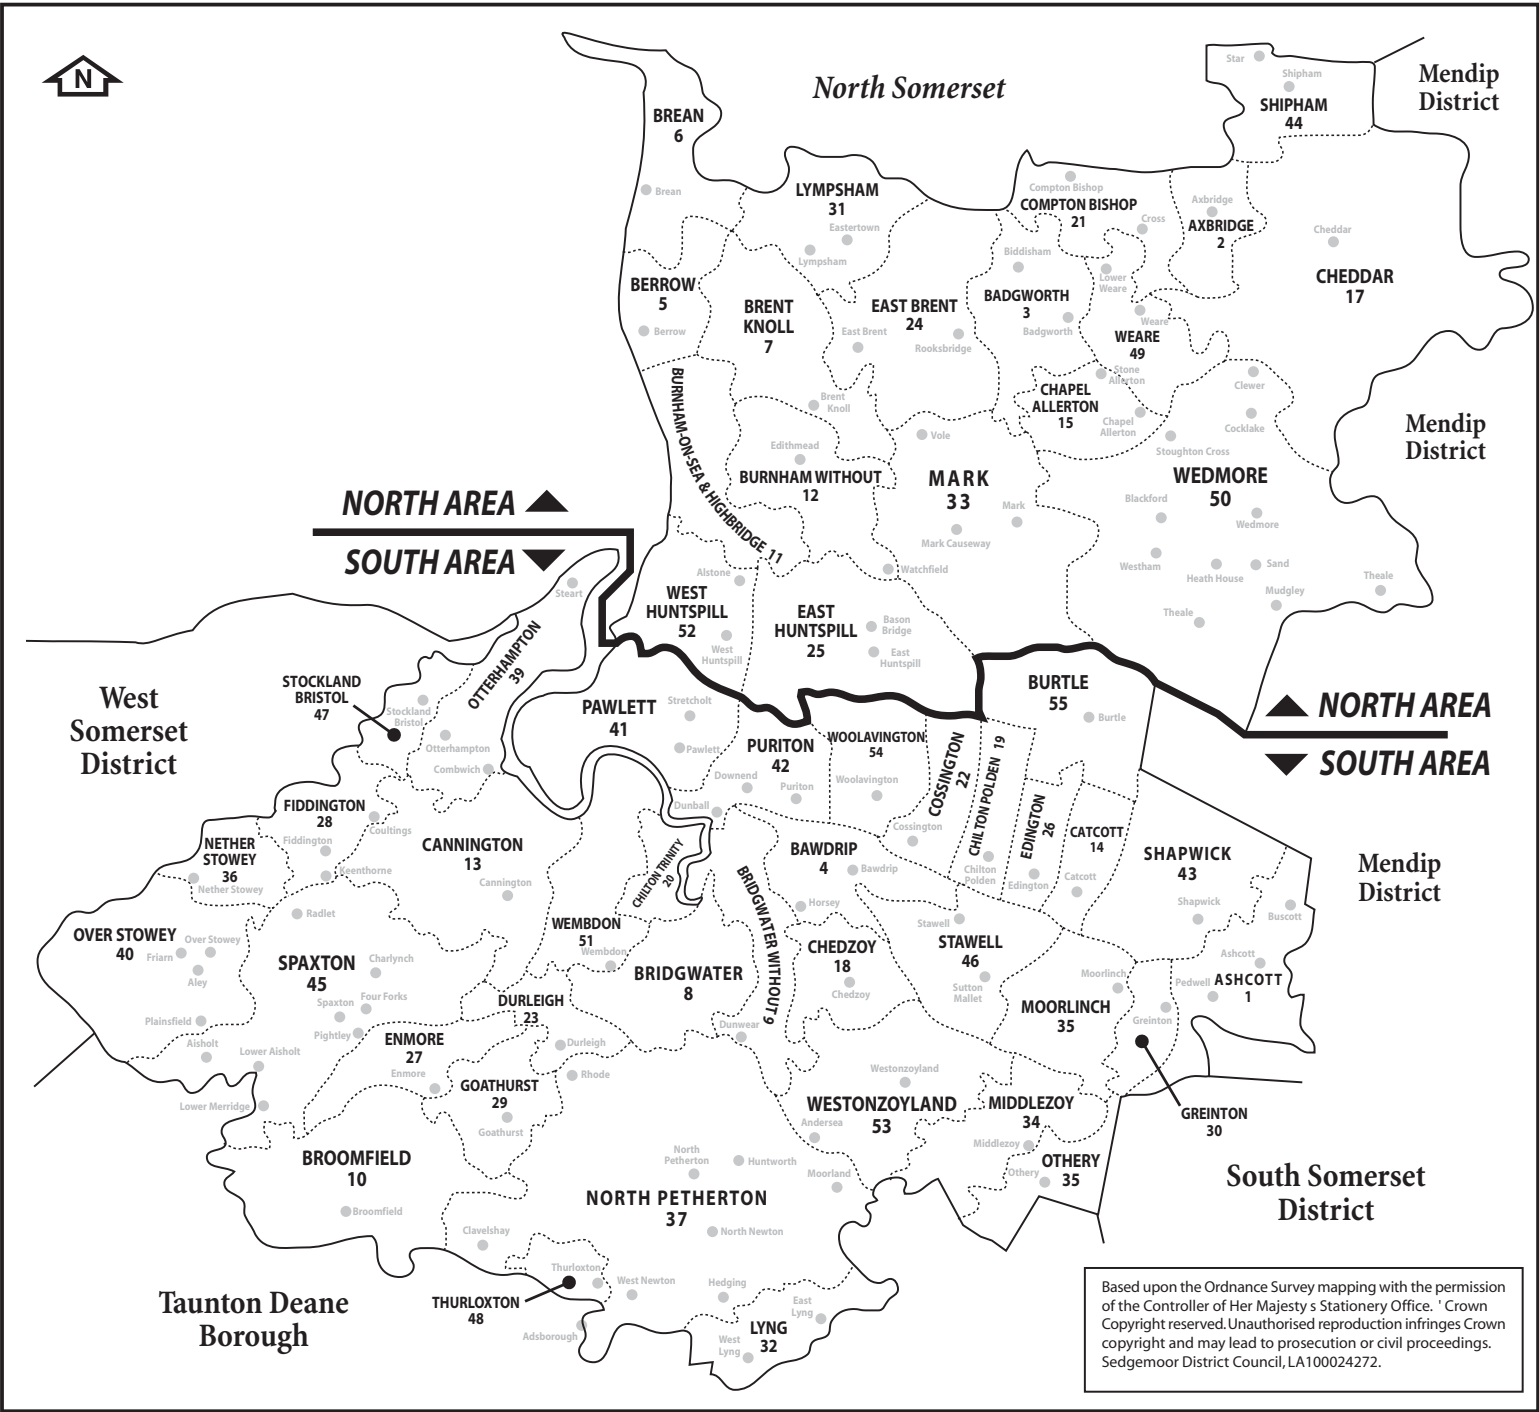 N
North Somerset
Mendip
District
Star
Shipham
SHIPHAM
44
BREAN
6
Brean
LYMPSHAM
31
Eastertown
Lympsham
Compton Bishop
COMPTON BISHOP
21
Cross
Axbridge
AXBRIDGE
2
Cheddar
CHEDDAR
17
BERROW
5
Berrow
BRENT
KNOLL
7
Brent
Knoll
EAST BRENT
24
East Brent
Rooksbridge
Biddisham
BADGWORTH
3
Badgworth
Lower
Weare
Weare
WEARE
49
Stone
Allerton
CHAPEL
ALLERTON
15
Chapel
Allerton
Clewer
Cocklake
Stoughton Cross
Mendip
District
BURNHAM-ON-SEA & HIGHBRIDGE 11
Edithmead
BURNHAM WITHOUT
12
Vole
MARK
33
Mark
Mark Causeway
Watchfield
WEDMORE
50
Blackford
Wedmore
Westham
Heath House
Sand
Mudgley
Theale
Theale
NORTH AREA
SOUTH AREA
Steart
Alstone
WEST
HUNTSPILL
52
West
Huntspill
EAST
HUNTSPILL
25
Bason
Bridge
East
Huntspill
West
Somerset
District
STOCKLAND
BRISTOL
47
Stockland
Bristol
OTTERHAMPTON
39
Otterhampton
Combwich
PAWLETT
41
Stretcholt
Pawlett
BURTLE
55
Burtle
NORTH AREA
SOUTH AREA
PURITON
42
Downend
Puriton
Dunball
WOOLAVINGTON
54
Woolavington
COSSINGTON
22
Cossington
CHILTON POLDEN 19
Chilton
Polden
EDINGTON
26
Edington
CATCOTT
14
Catcott
SHAPWICK
43
Shapwick
Buscott
Mendip
District
FIDDINGTON
28
Fiddington
Coultings
Keenthorne
NETHER
STOWEY
36
Nether Stowey
CANNINGTON
13
Cannington
CHILTON TRINITY
20
BAWDRIP
4
Bawdrip
Horsey
BRIDGWATER WITHOUT 9
OVER STOWEY
40
Over Stowey
Friarn
Aley
Plainsfield
Aisholt
Radlet
SPAXTON
45
Charlynch
Spaxton
Four Forks
Pightley
Lower Aisholt
Lower Merridge
WEMBDON
51
Wembdon
BRIDGWATER
8
Dunwear
CHEDZOY
18
Chedzoy
Stawell
STAWELL
46
Sutton
Mallet
Moorlinch
MOORLINCH
35
Greinton
Ashcott
Pedwell
ASHCOTT
1
GREINTON
30
DURLEIGH
23
Durleigh
ENMORE
27
Enmore
GOATHURST
29
Goathurst
Rhode
Westonzoyland
WESTONZOYLAND
53
Andersea
Moorland
MIDDLEZOY
34
Middlezoy
OTHERY
35
Othery
BROOMFIELD
10
Broomfield
North
Petherton
Huntworth
NORTH PETHERTON
37
North Newton
Clavelshay
Thurloxton
THURLOXTON
48
West Newton
Hedging
Adsborough
East
Lyng
LYNG
32
West
Lyng
South Somerset
District
Taunton Deane
Borough
Based upon the Ordnance Survey mapping with the permission
of the Controller of Her Majesty s Stationery Office. ' Crown
Copyright reserved. Unauthorised reproduction infringes Crown
copyright and may lead to prosecution or civil proceedings.
Sedgemoor District Council, LA100024272.